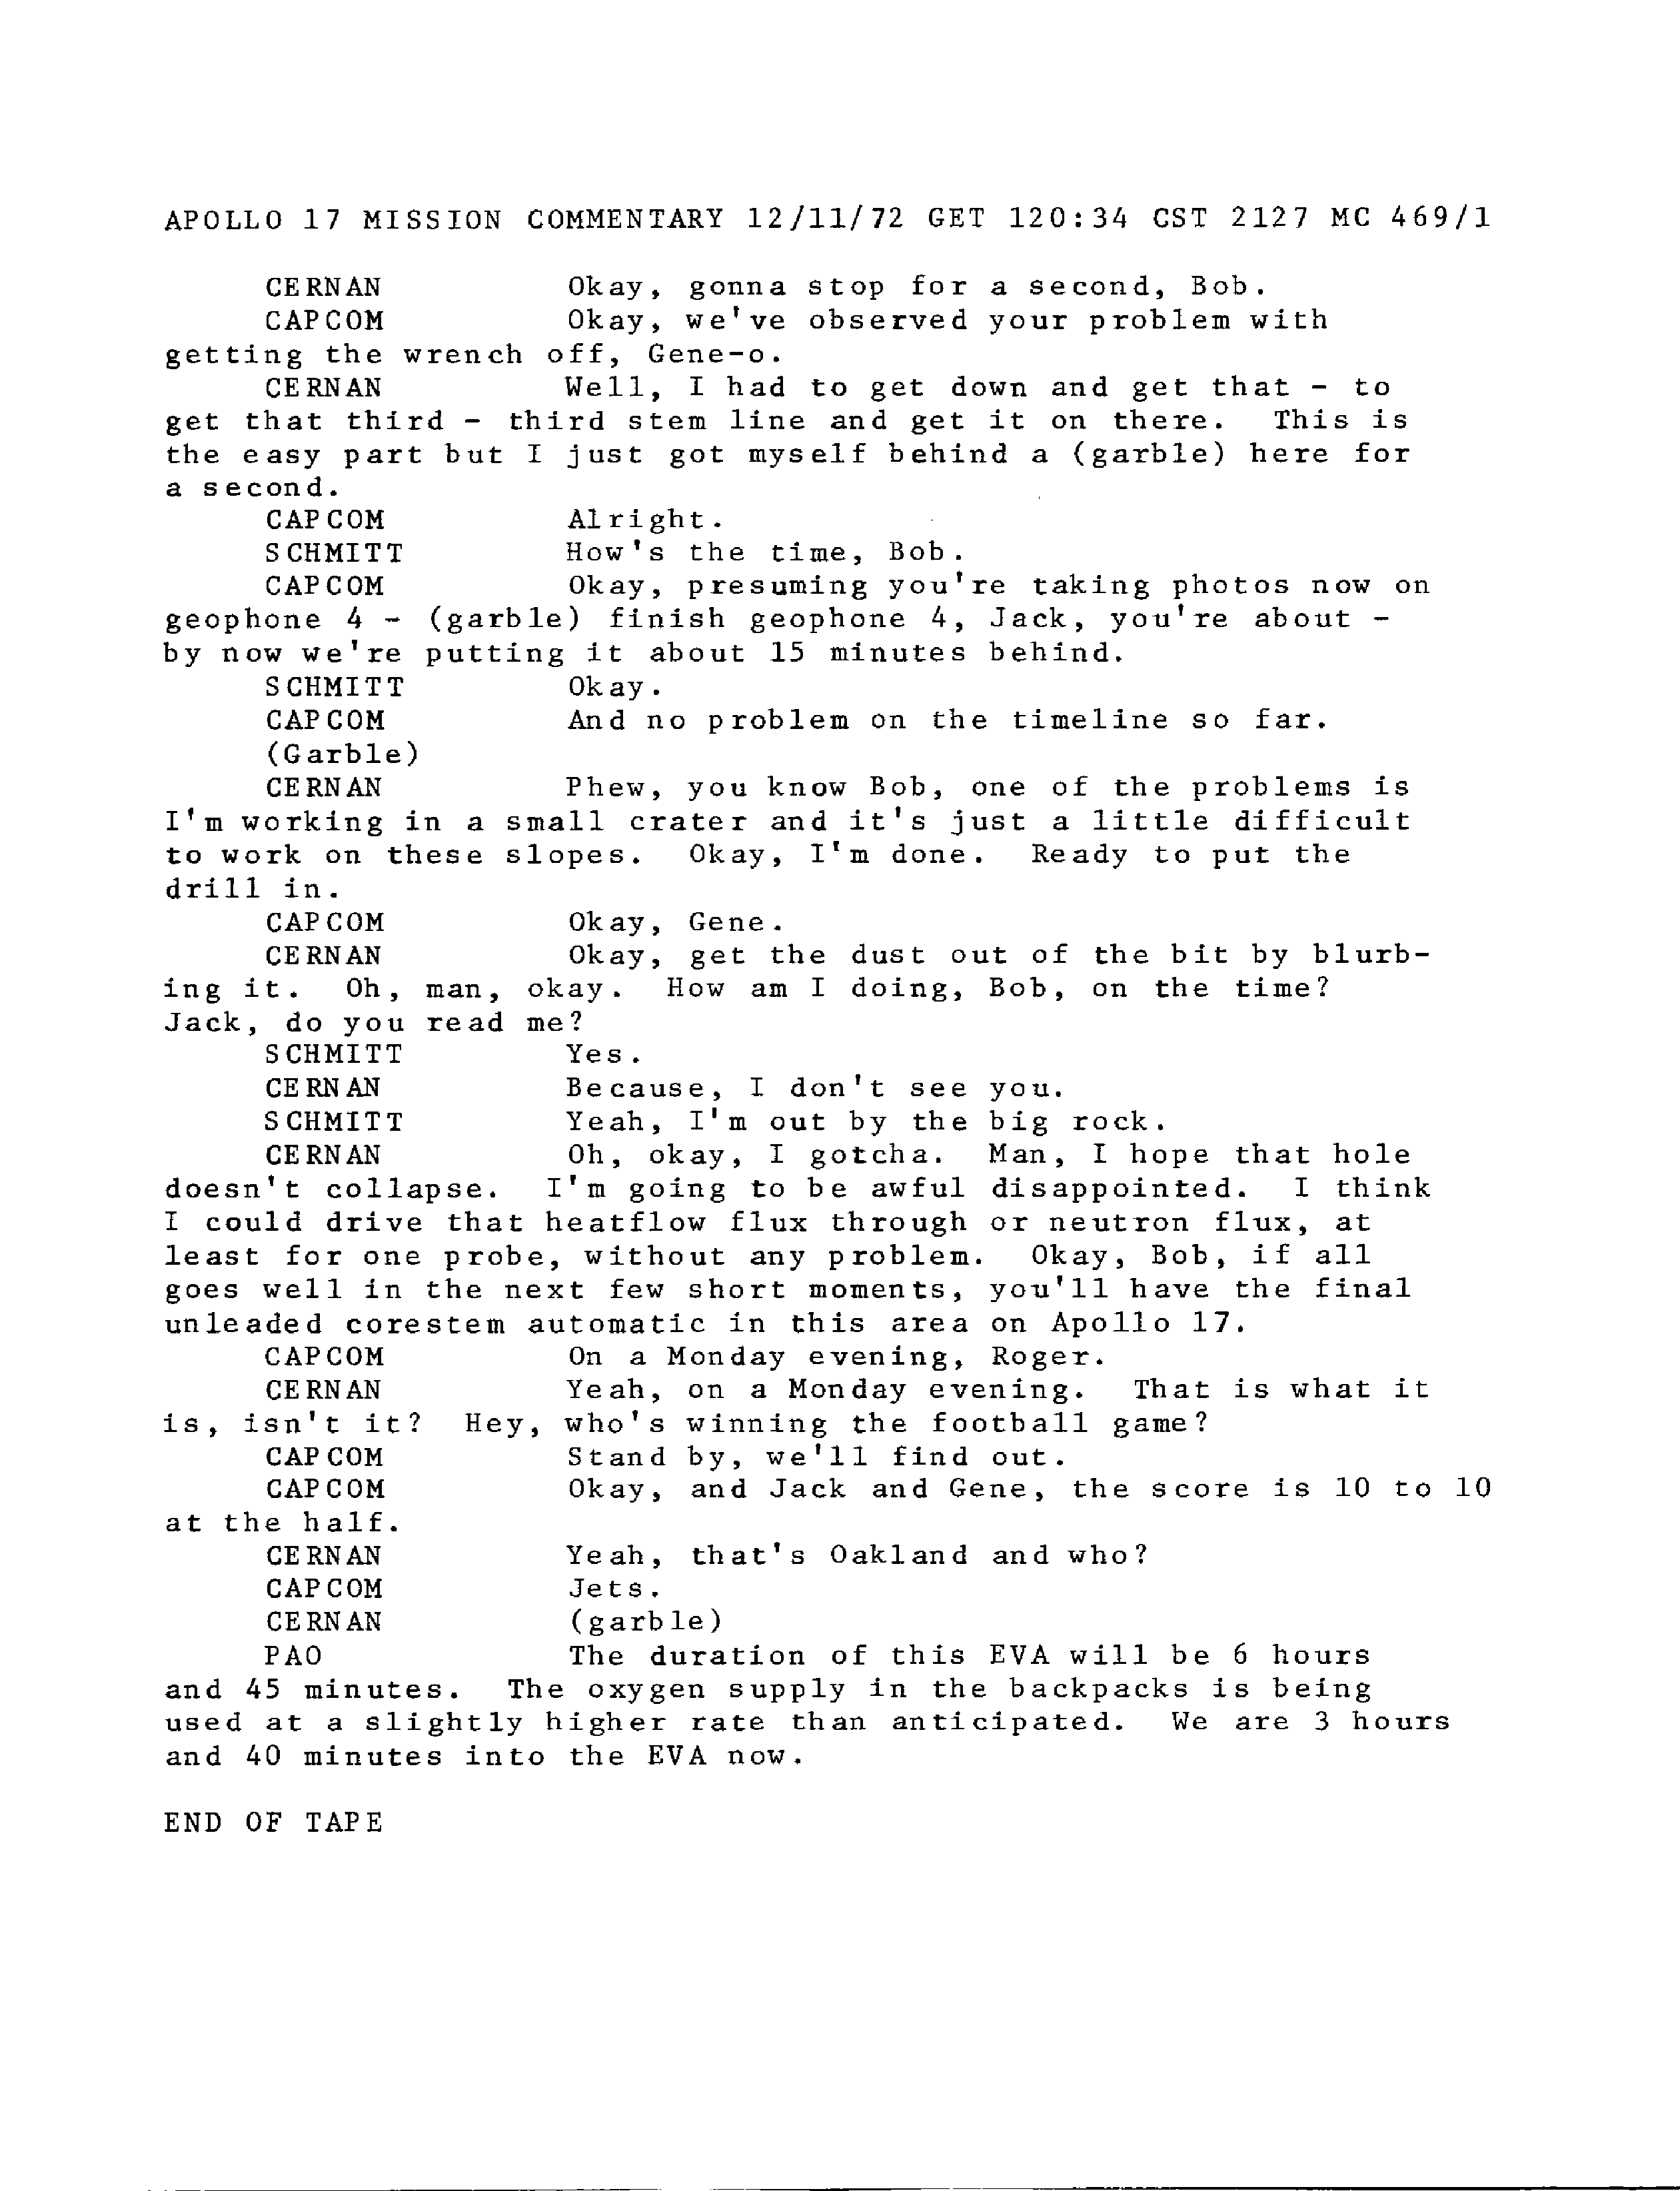 APOLLO 17 MISSION COMMENTARY 12/11/72 GET 120:34 CST 2127 MC 469/1
CERNAN Okay, gonna stop for a second, Bob.
CAPCOM Okay, we've observed your problem with
getting the wrench off, Gene-o.
CERNAN Well, I had to get down and get that - to
get that third - third stem line and get it on there. This is
the easy part but I just got myself behind a (garble) here for
a second.
CAPCOM Alright.
SCHMITT How's the time, Bob.
CAPCOM Okay, presuming you're taking photos now on
geophone 4 - (garble) finish geophone 4, Jack, you're about -
by now we're putting it about 15 minutes behind.
SCHMITT Okay.
CAPCOM And no problem on the timeline so far.
(Garble)
CERNAN Phew, you know Bob, one of the problems is
I'm working in a small crater and it's just a little difficult
to work on these slopes. Okay, I'm done. Ready to put the
drill in.
CAPCOM Okay, Gene.
CERNAN Okay, get the dust out of the bit by blurb-
ing it. Oh, man, okay. How am I doing, Bob, on the time?
Jack, do you read me?
SCHMITT Yes.
CERNAN Because, I don't see you.
SCHMITT Yeah, I'm out by the big rock.
CERNAN Oh, okay, I gotcha. Man, I hope that hole
doesn't collapse. I'm going to be awful disappointed. I think
I could drive that heatflow flux through or neutron flux, at
least for one probe, without any problem. Okay, Bob, if all
goes well in the next few short moments, you'll have the final
unleaded corestem automatic in this area on Apollo 17.
CAPCOM On a Monday evening, Roger.
CERNAN Yeah, on a Monday evening. That is what it
is, isn't it? Hey, who's winning the football game?
CAPCOM Stand by, we'll find out.
CAPCOM Okay, and Jack and Gene, the score is 10 to 10
at the half.
CERNAN Yeah, that's Oakland and who?
CAPCOM Jets.
CERNAN (garble)
PAO The duration of this EVA will be 6 hours
and 45 minutes. The oxygen supply in the backpacks is being
used at a slightly higher rate than anticipated. We are 3 hours
and 40 minutes into the EVA now.
END OF TAPE